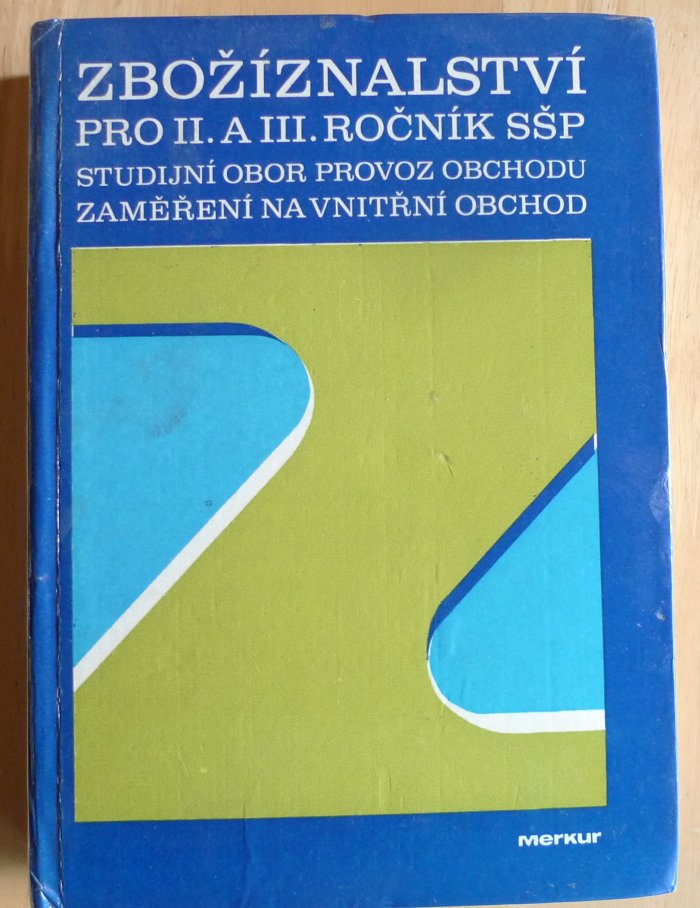 ZBOŽÍZNALSTVÍ
PRO II. A III. ROČNÍK SŠP
STUDIJNÍ OBOR PROVOZ OBCHODU
ZAMĚŘENÍ NA VNITŘNÍ OBCHOD
merkur